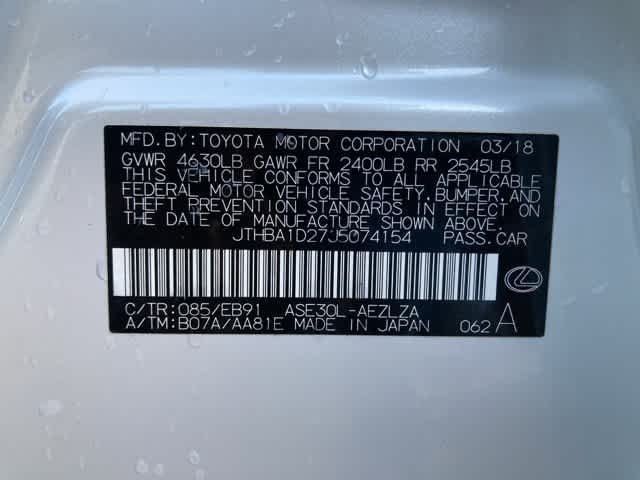 MFD. BY: TOYOTA MOTOR CORPORATION 03/18
GVWR 4630LB GAWR FR 2400LB RR 2545LB
THIS VEHICLE CONFORMS TO ALL APPLICABLE
FEDERAL MOTOR VEHICLE SAFETY, BUMPER, AND
THEFT PREVENTION STANDARDS IN EFFECT ON
THE DATE OF MANUFACTURE SHOWN ABOVE.
JTHBA1D27J5074154 PASS. CAR
C/TR: 085/EB91 ASE30L-AEZLZA
A/TM: B07A/AA81E MADE IN JAPAN 062 A